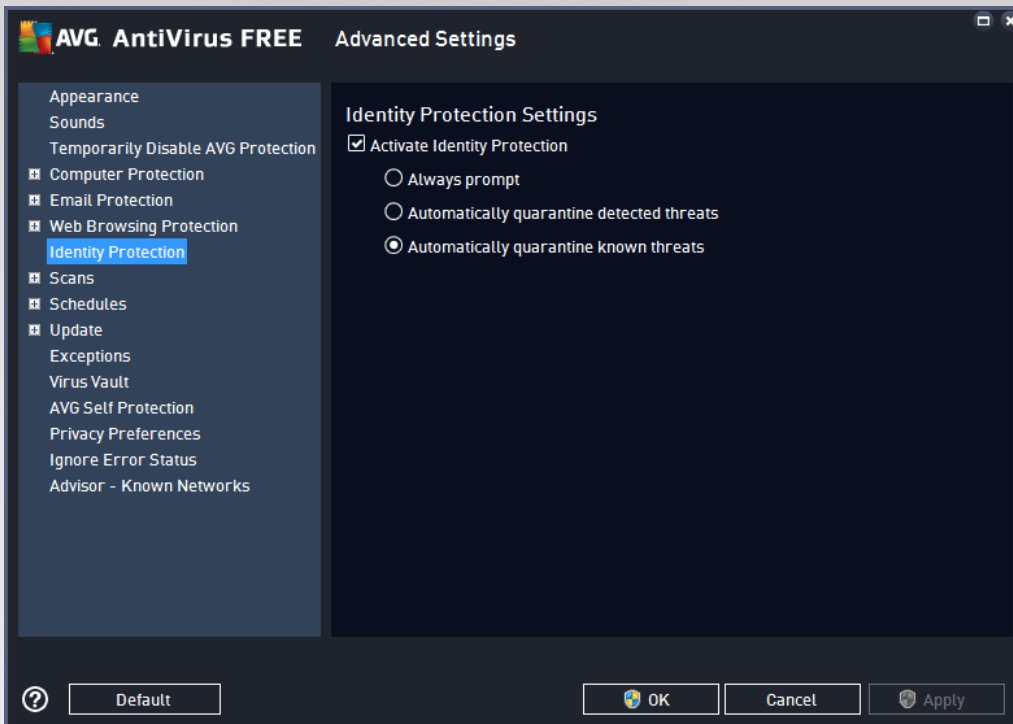 AVG. AntiVirus FREE
Advanced Settings
Appearance
Sounds
Temporarily Disable AVG Protection
Computer Protection
Email Protection
Web Browsing Protection
Identity Protection
Scans
Schedules
Update
Exceptions
Virus Vault
AVG Self Protection
Privacy Preferences
Ignore Error Status
Advisor - Known Networks
Identity Protection Settings
Activate Identity Protection
Always prompt
Automatically quarantine detected threats
Automatically quarantine known threats
? Default
OK
Cancel
Apply